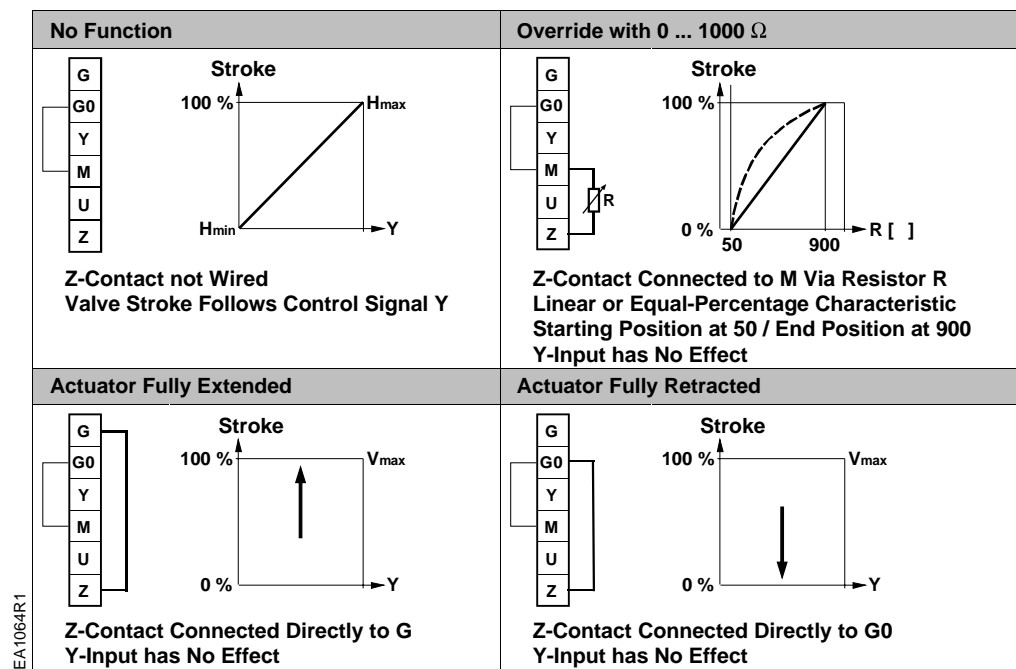 No Function
G
G0
Y
M
U
Z
Stroke
100 %
Hmax
Hmin
Y
Z-Contact not Wired
Valve Stroke Follows Control Signal Y
Override with 0 ... 1000 Ω
G
G0
Y
M
U
Z
R
Stroke
100 %
0 %
50
900
R [ ]
Z-Contact Connected to M Via Resistor R
Linear or Equal-Percentage Characteristic
Starting Position at 50 / End Position at 900
Y-Input has No Effect
Actuator Fully Extended
G
G0
Y
M
U
Z
Stroke
100 %
Vmax
0 %
Y
Z-Contact Connected Directly to G
Y-Input has No Effect
Actuator Fully Retracted
G
G0
Y
M
U
Z
Stroke
100 %
Vmax
0 %
Y
Z-Contact Connected Directly to G0
Y-Input has No Effect
EA1064R1